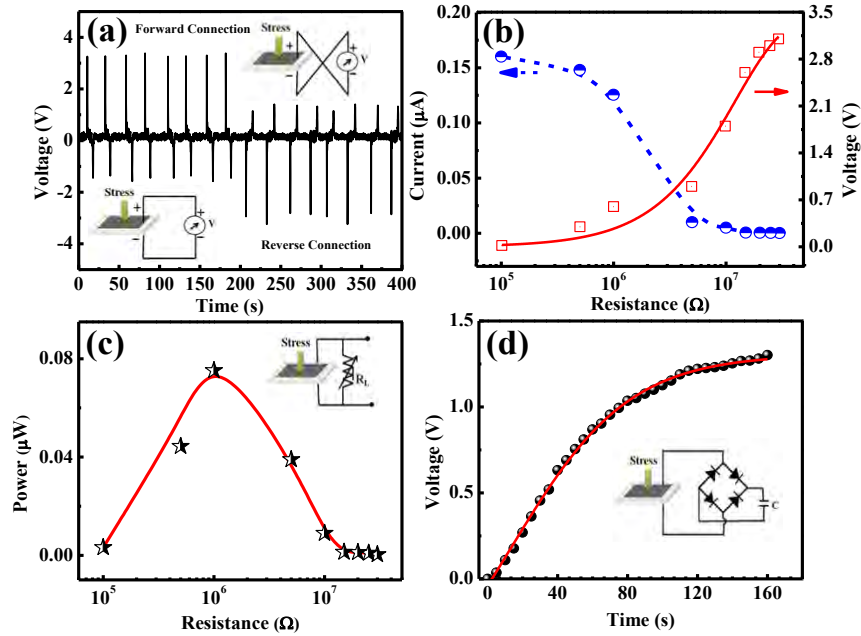 (a)
Forward Connection
Stress
+
+
V
−
−
Stress
+
+
V
−
−
Reverse Connection
Voltage (V)
4
2
0
-2
-4
0 50 100 150 200 250 300 350 400
Time (s)
(b)
Current (μA)
0.20
0.15
0.10
0.05
0.00
Voltage (V)
3.5
2.8
2.1
1.4
0.7
0.0
10⁵ 10⁶ 10⁷
Resistance (Ω)
(c)
Stress
R_L
Power (μW)
0.08
0.04
0.00
10⁵ 10⁶ 10⁷
Resistance (Ω)
(d)
Stress
C
Voltage (V)
1.5
1.0
0.5
0.0
0 40 80 120 160
Time (s)